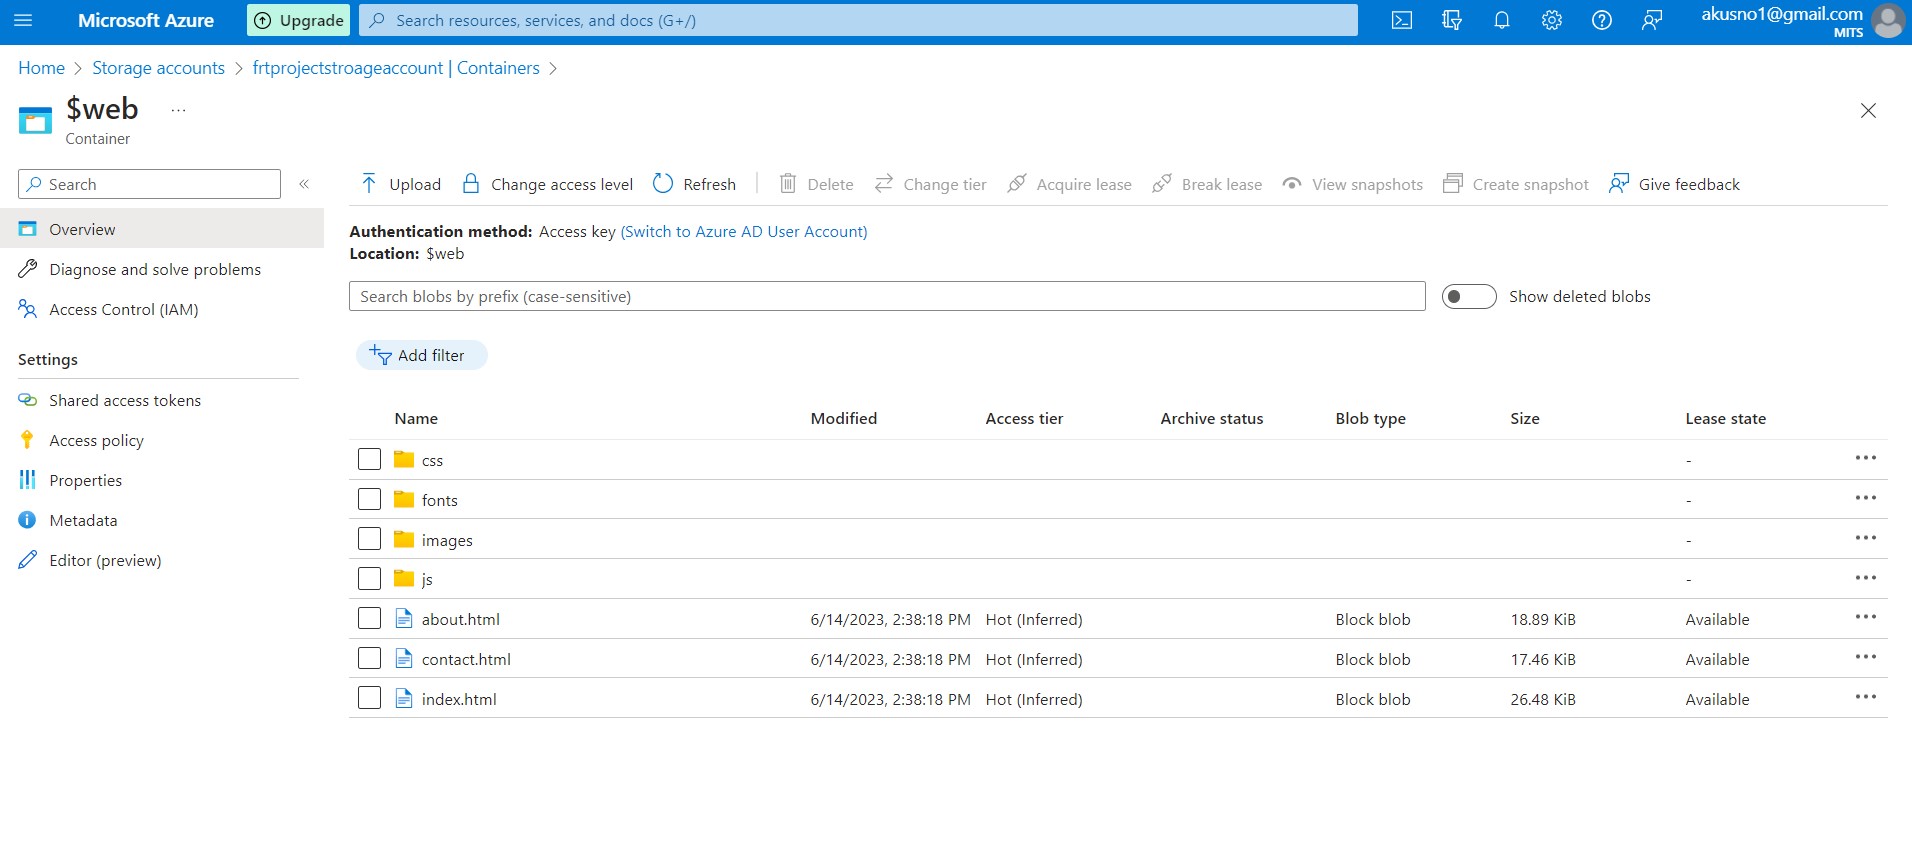 Microsoft Azure
Upgrade
Search resources, services, and docs (G+/)
akusno1@gmail.com
MITS
Home > Storage accounts > frtprojectstroageaccount | Containers >
$web ...
Container
Search «
Upload Change access level Refresh | Delete Change tier Acquire lease Break lease View snapshots Create snapshot Give feedback
Overview
Diagnose and solve problems
Access Control (IAM)
Settings
Shared access tokens
Access policy
Properties
Metadata
Editor (preview)
Authentication method: Access key (Switch to Azure AD User Account)
Location: $web
Search blobs by prefix (case-sensitive)
Show deleted blobs
Add filter
Name Modified Access tier Archive status Blob type Size Lease state
css - ...
fonts - ...
images - ...
js - ...
about.html 6/14/2023, 2:38:18 PM Hot (Inferred) Block blob 18.89 KiB Available ...
contact.html 6/14/2023, 2:38:18 PM Hot (Inferred) Block blob 17.46 KiB Available ...
index.html 6/14/2023, 2:38:18 PM Hot (Inferred) Block blob 26.48 KiB Available ...